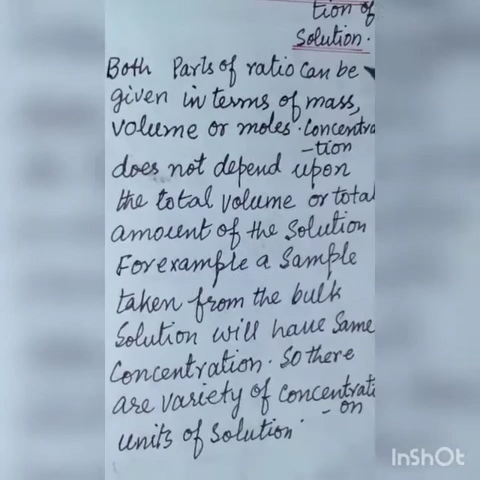 tion of
Solution.
Both Parts of ratio can be
given in terms of mass,
volume or moles. Concentra
-tion
does not depend upon
the total volume or total
amount of the solution
For example a Sample
taken from the bulk
Solution will have Same
Concentration. So there
are variety of Concentrati
-on
units of Solution
InShOt